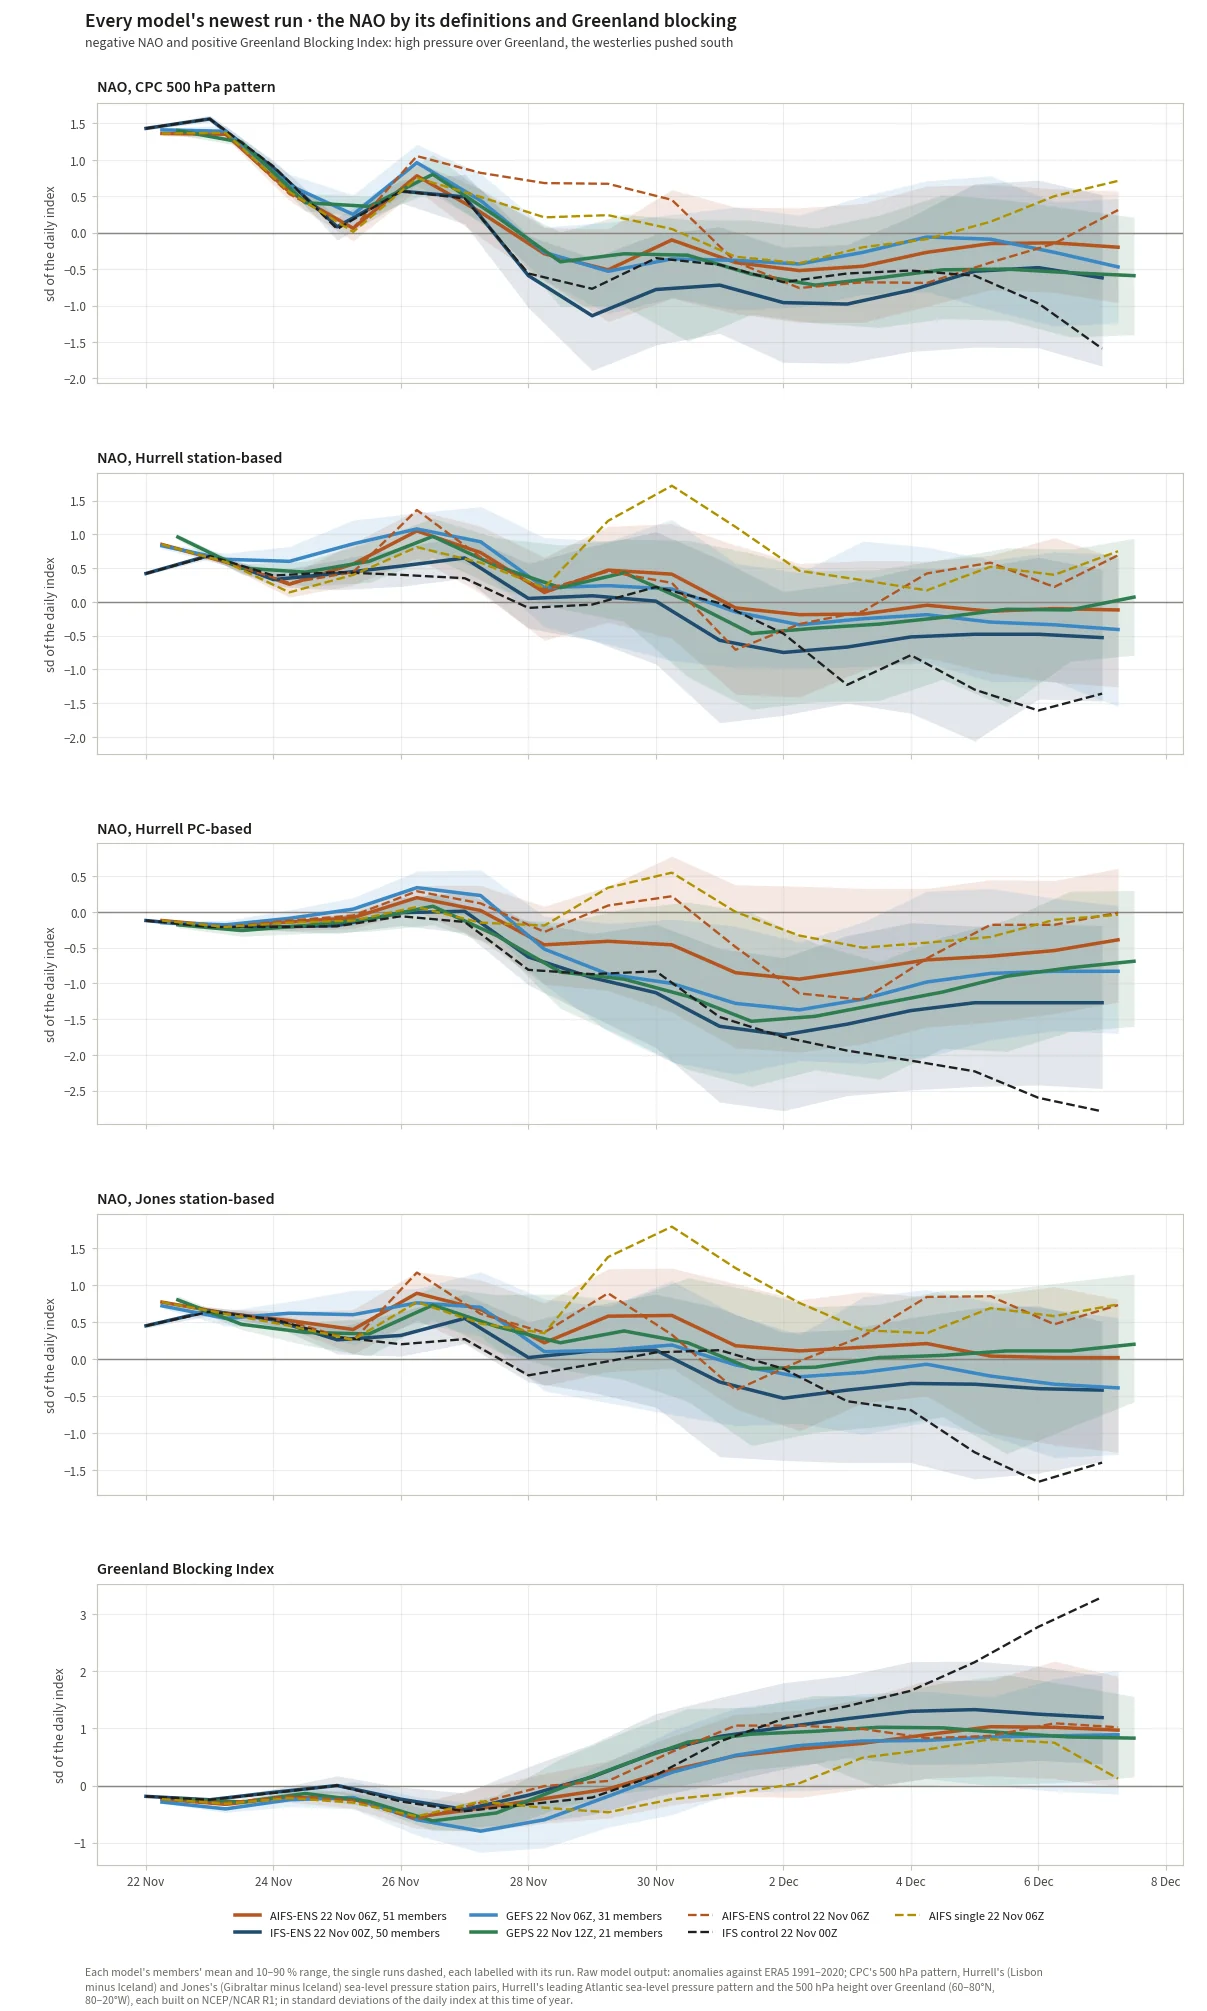 Every model's newest run · the NAO by its definitions and Greenland blocking
negative NAO and positive Greenland Blocking Index: high pressure over Greenland, the westerlies pushed south
NAO, CPC 500 hPa pattern
sd of the daily index
1.5
1.0
0.5
0.0
−0.5
−1.0
−1.5
−2.0
NAO, Hurrell station-based
sd of the daily index
1.5
1.0
0.5
0.0
−0.5
−1.0
−1.5
−2.0
NAO, Hurrell PC-based
sd of the daily index
0.5
0.0
−0.5
−1.0
−1.5
−2.0
−2.5
NAO, Jones station-based
sd of the daily index
1.5
1.0
0.5
0.0
−0.5
−1.0
−1.5
Greenland Blocking Index
sd of the daily index
3
2
1
0
−1
22 Nov 24 Nov 26 Nov 28 Nov 30 Nov 2 Dec 4 Dec 6 Dec 8 Dec
AIFS-ENS 22 Nov 06Z, 51 members GEFS 22 Nov 06Z, 31 members AIFS-ENS control 22 Nov 06Z AIFS single 22 Nov 06Z
IFS-ENS 22 Nov 00Z, 50 members GEPS 22 Nov 12Z, 21 members IFS control 22 Nov 00Z
Each model's members' mean and 10–90 % range, the single runs dashed, each labelled with its run. Raw model output: anomalies against ERA5 1991–2020; CPC's 500 hPa pattern, Hurrell's (Lisbon
minus Iceland) and Jones's (Gibraltar minus Iceland) sea-level pressure station pairs, Hurrell's leading Atlantic sea-level pressure pattern and the 500 hPa height over Greenland (60–80°N,
80–20°W), each built on NCEP/NCAR R1; in standard deviations of the daily index at this time of year.